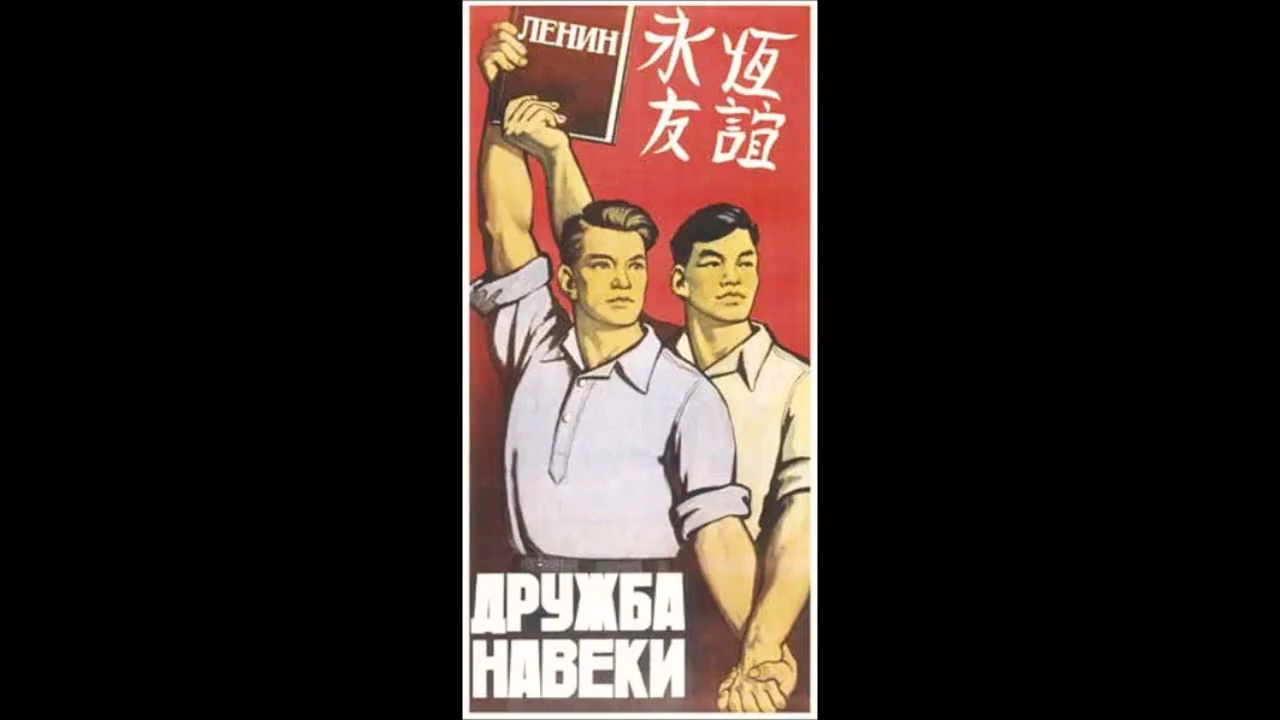 ЛЕНИН
永恆
友誼
ДРУЖБА
НАВЕКИ